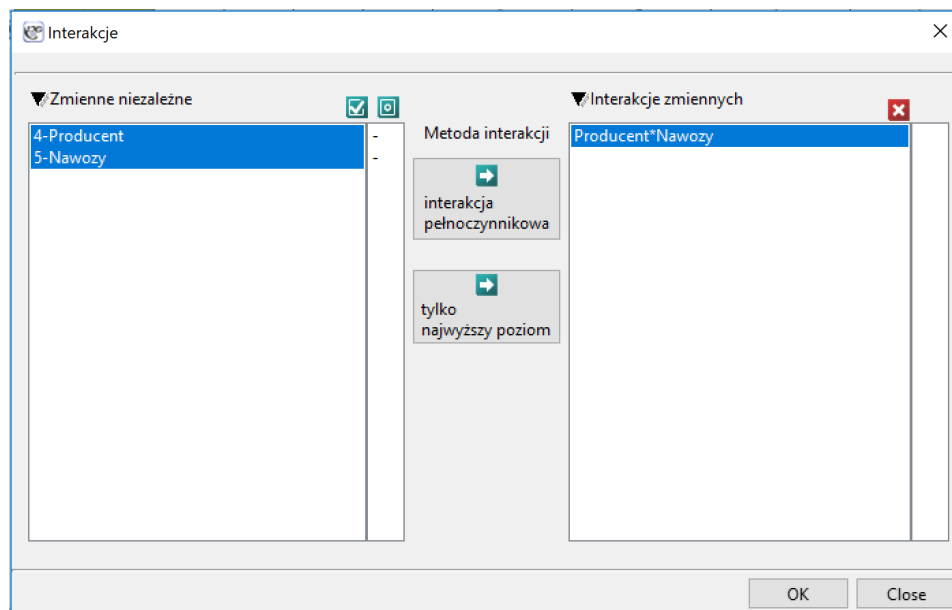 Interakcje
Zmienne niezależne
4-Producent -
5-Nawozy -
Metoda interakcji
interakcja
pełnoczynnikowa
tylko
najwyższy poziom
Interakcje zmiennych
Producent*Nawozy
OK
Close